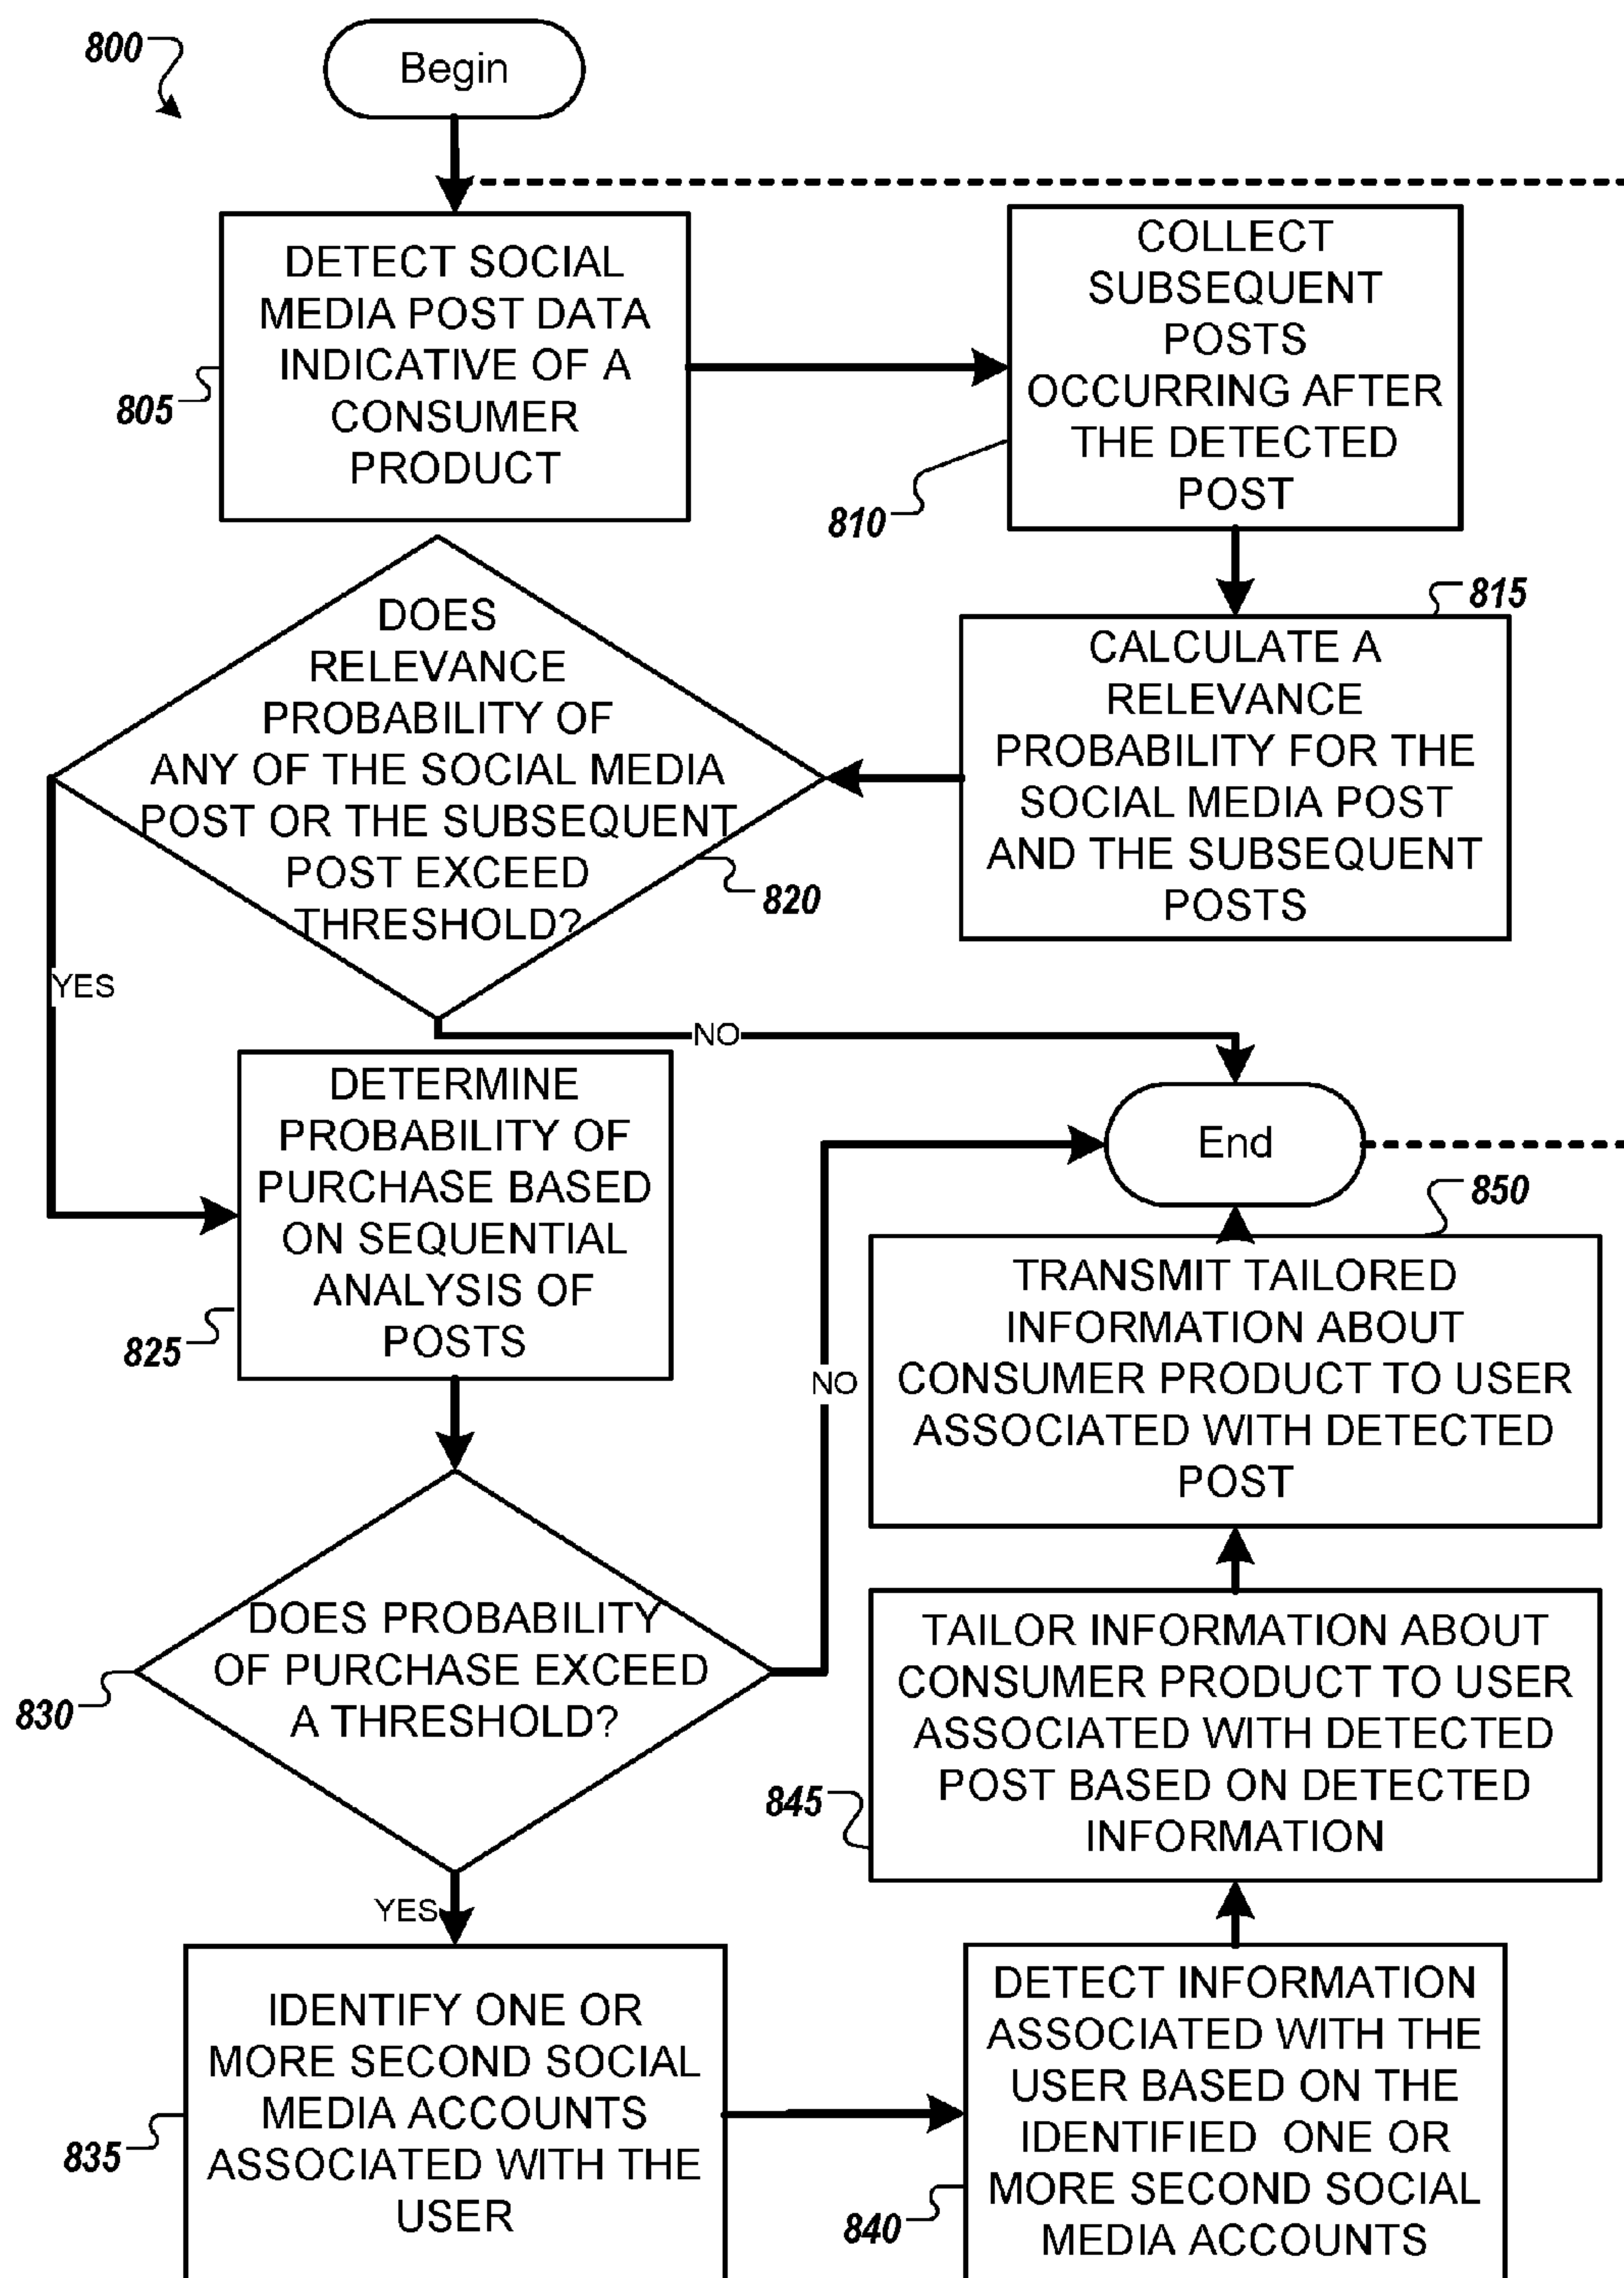 800
Begin
DETECT SOCIAL
MEDIA POST DATA
INDICATIVE OF A
CONSUMER
PRODUCT
805
COLLECT
SUBSEQUENT
POSTS
OCCURRING AFTER
THE DETECTED
POST
810
815
CALCULATE A
RELEVANCE
PROBABILITY FOR THE
SOCIAL MEDIA POST
AND THE SUBSEQUENT
POSTS
DOES
RELEVANCE
PROBABILITY OF
ANY OF THE SOCIAL MEDIA
POST OR THE SUBSEQUENT
POST EXCEED
THRESHOLD?
820
YES
NO
DETERMINE
PROBABILITY OF
PURCHASE BASED
ON SEQUENTIAL
ANALYSIS OF
POSTS
825
End
DOES PROBABILITY
OF PURCHASE EXCEED
A THRESHOLD?
830
NO
YES
IDENTIFY ONE OR
MORE SECOND SOCIAL
MEDIA ACCOUNTS
ASSOCIATED WITH THE
USER
835
DETECT INFORMATION
ASSOCIATED WITH THE
USER BASED ON THE
IDENTIFIED ONE OR
MORE SECOND SOCIAL
MEDIA ACCOUNTS
840
TAILOR INFORMATION ABOUT
CONSUMER PRODUCT TO USER
ASSOCIATED WITH DETECTED
POST BASED ON DETECTED
INFORMATION
845
850
TRANSMIT TAILORED
INFORMATION ABOUT
CONSUMER PRODUCT TO USER
ASSOCIATED WITH DETECTED
POST